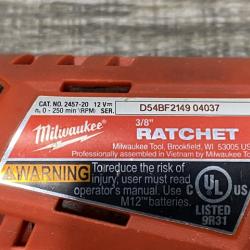 CAT. NO. 2457-20 12 V
n₀ 0 - 250 min⁻¹(RPM) SER. D54BF2149 04037
3/8"
Milwaukee
RATCHET
Milwaukee Tool, Brookfield, WI 53005 US
Professionally assembled in Vietnam by Milwaukee T
WARNING To reduce the risk of
injury, user must read
operator's manual. Use
M12™ batteries.
C UL US
LISTED
9R31